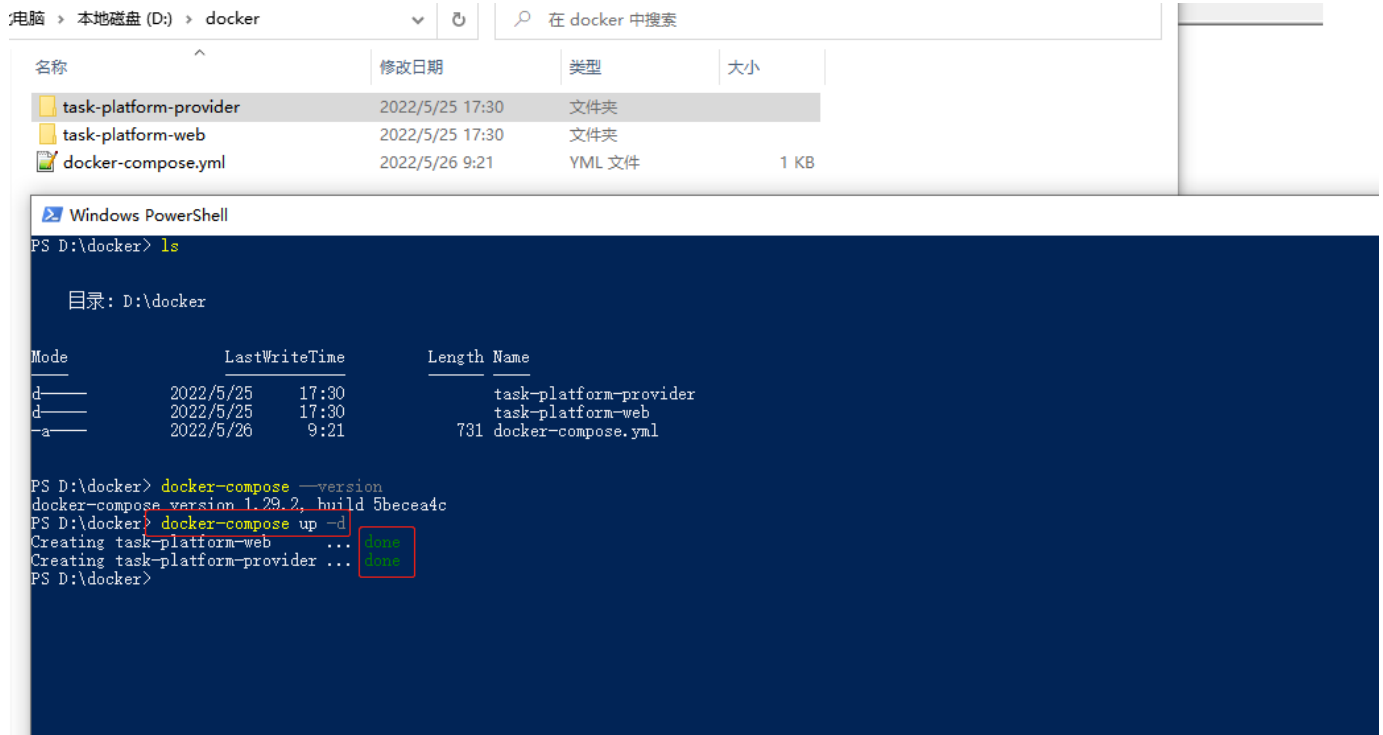 电脑 › 本地磁盘 (D:) › docker
在 docker 中搜索
名称 修改日期 类型 大小
task-platform-provider 2022/5/25 17:30 文件夹
task-platform-web 2022/5/25 17:30 文件夹
docker-compose.yml 2022/5/26 9:21 YML 文件 1 KB
Windows PowerShell
PS D:\docker> ls
目录: D:\docker
Mode LastWriteTime Length Name
d----- 2022/5/25 17:30 task-platform-provider
d----- 2022/5/25 17:30 task-platform-web
-a---- 2022/5/26 9:21 731 docker-compose.yml
PS D:\docker> docker-compose --version
docker-compose version 1.29.2, build 5becea4c
PS D:\docker> docker-compose up -d
Creating task-platform-web ... done
Creating task-platform-provider ... done
PS D:\docker>